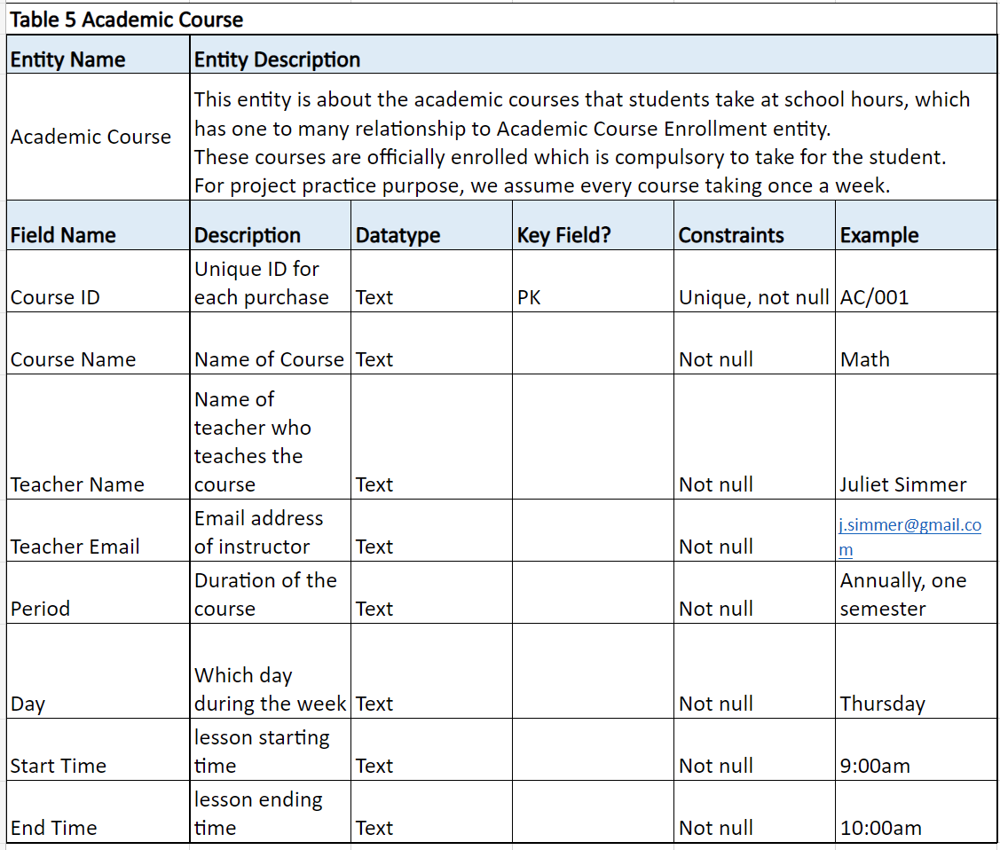 Table 5 Academic Course
Entity Name Entity Description
Academic Course
This entity is about the academic courses that students take at school hours, which
has one to many relationship to Academic Course Enrollment entity.
These courses are officially enrolled which is compulsory to take for the student.
For project practice purpose, we assume every course taking once a week.
Field Name Description Datatype Key Field? Constraints Example
Course ID
Unique ID for
each purchase
Text PK Unique, not null AC/001
Course Name Name of Course Text Not null Math
Teacher Name
Name of
teacher who
teaches the
course
Text Not null Juliet Simmer
Teacher Email
Email address
of instructor
Text Not null
j.simmer@gmail.co
m
Period
Duration of the
course
Text Not null
Annually, one
semester
Day
Which day
during the week
Text Not null Thursday
Start Time
lesson starting
time
Text Not null 9:00am
End Time
lesson ending
time
Text Not null 10:00am